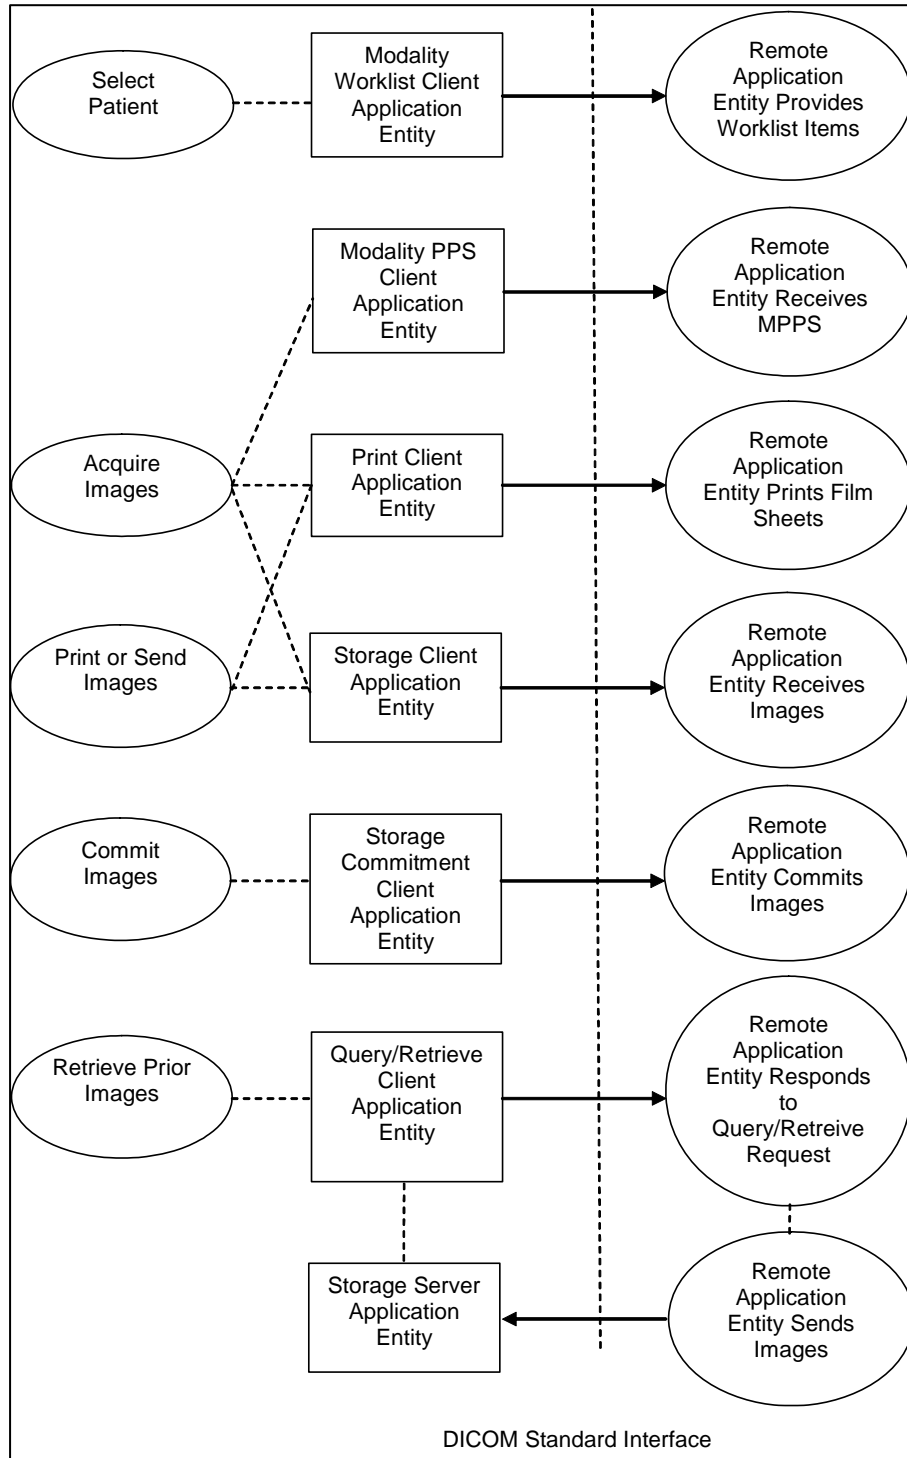 Select
Patient
Modality
Worklist Client
Application
Entity
Remote
Application
Entity Provides
Worklist Items
Modality PPS
Client
Application
Entity
Remote
Application
Entity Receives
MPPS
Acquire
Images
Print Client
Application
Entity
Remote
Application
Entity Prints Film
Sheets
Print or Send
Images
Storage Client
Application
Entity
Remote
Application
Entity Receives
Images
Commit
Images
Storage
Commitment
Client
Application
Entity
Remote
Application
Entity Commits
Images
Retrieve Prior
Images
Query/Retrieve
Client
Application
Entity
Remote
Application
Entity Responds
to
Query/Retreive
Request
Storage Server
Application
Entity
Remote
Application
Entity Sends
Images
DICOM Standard Interface